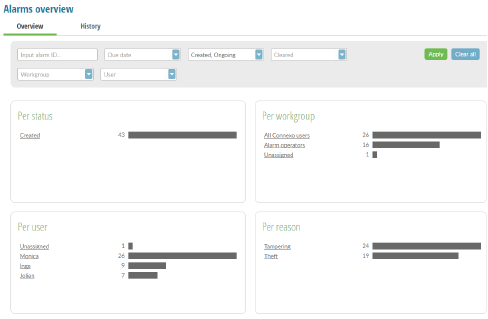 Alarms overview
Overview History
Input alarm ID... Due date Created, Ongoing Cleared Apply Clear all
Workgroup User
Per status
Created 43
Per workgroup
All Connexo users 26
Alarm operators 16
Unassigned 1
Per user
Unassigned 1
Monica 26
Inga 9
Jolien 7
Per reason
Tampering 24
Theft 19